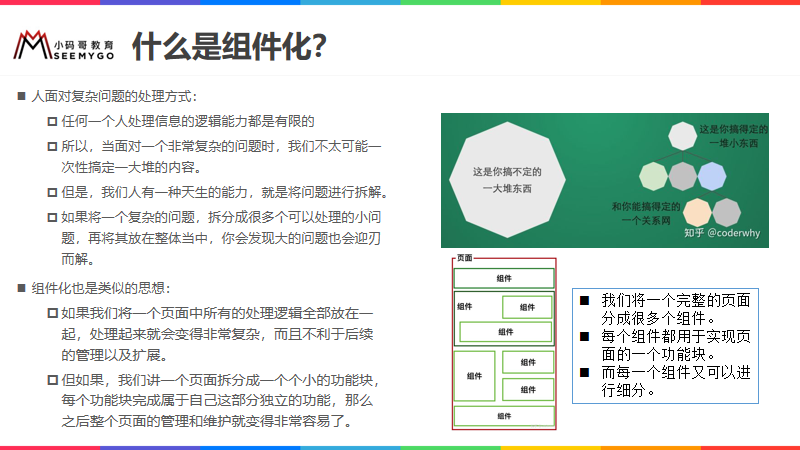 小码哥教育
SEEMYGO
什么是组件化？
■ 人面对复杂问题的处理方式：
任何一个人处理信息的逻辑能力都是有限的
所以，当面对一个非常复杂的问题时，我们不太可能一
次性搞定一大堆的内容。
但是，我们人有一种天生的能力，就是将问题进行拆解。
如果将一个复杂的问题，拆分成很多个可以处理的小问
题，再将其放在整体当中，你会发现大的问题也会迎刃
而解。
■ 组件化也是类似的思想：
如果我们将一个页面中所有的处理逻辑全部放在一
起，处理起来就会变得非常复杂，而且不利于后续
的管理以及扩展。
但如果，我们讲一个页面拆分成一个个小的功能块，
每个功能块完成属于自己这部分独立的功能，那么
之后整个页面的管理和维护就变得非常容易了。
这是你搞不定的
一大堆东西
这是你搞得定的
一堆小东西
和你能搞得定的
一个关系网
知乎 @coderwhy
页面
组件
组件
组件
组件
组件
组件
组件
组件
■ 我们将一个完整的页面
分成很多个组件。
■ 每个组件都用于实现页
面的一个功能块。
■ 而每一个组件又可以进
行细分。